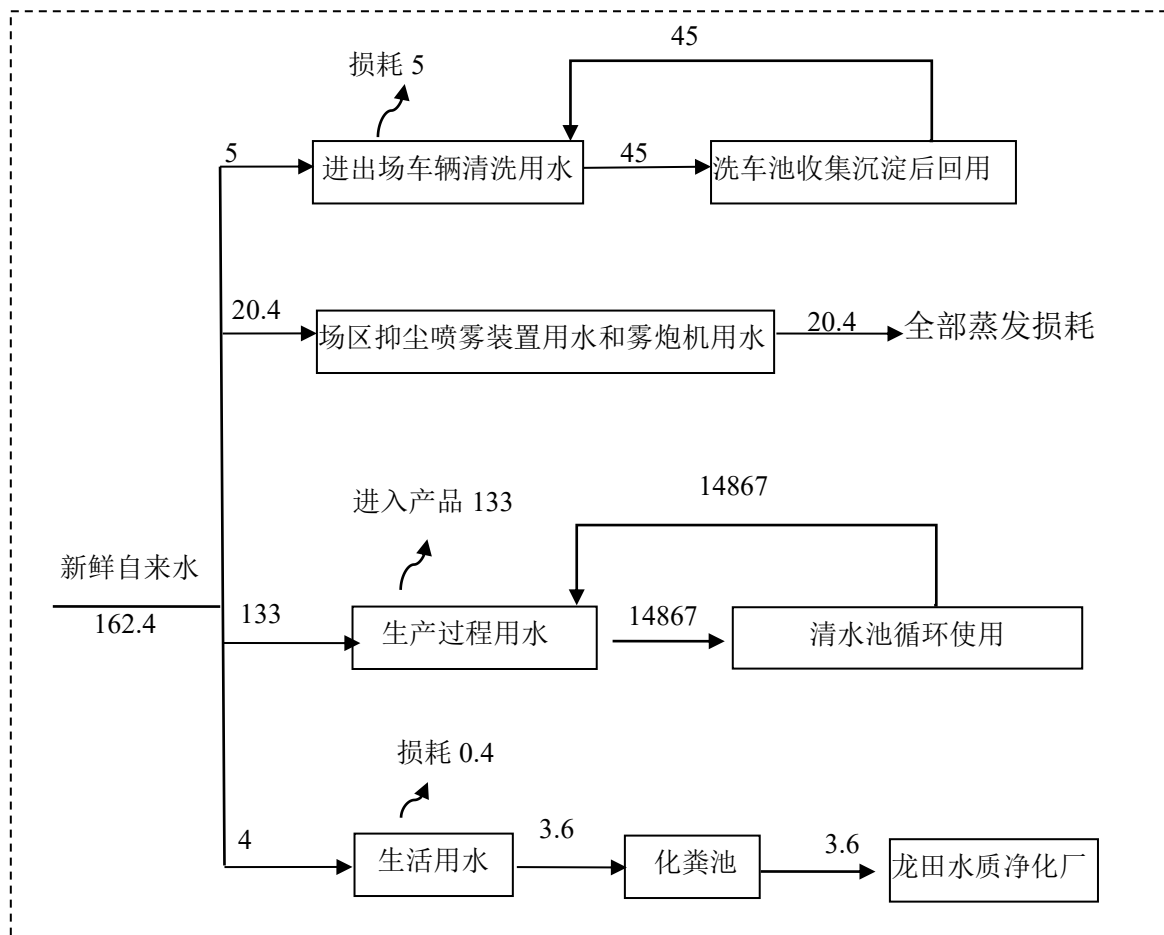 45
损耗 5
5
进出场车辆清洗用水
45
洗车池收集沉淀后回用
20.4
场区抑尘喷雾装置用水和雾炮机用水
20.4
全部蒸发损耗
进入产品 133
14867
新鲜自来水
162.4
133
生产过程用水
14867
清水池循环使用
损耗 0.4
4
生活用水
3.6
化粪池
3.6
龙田水质净化厂